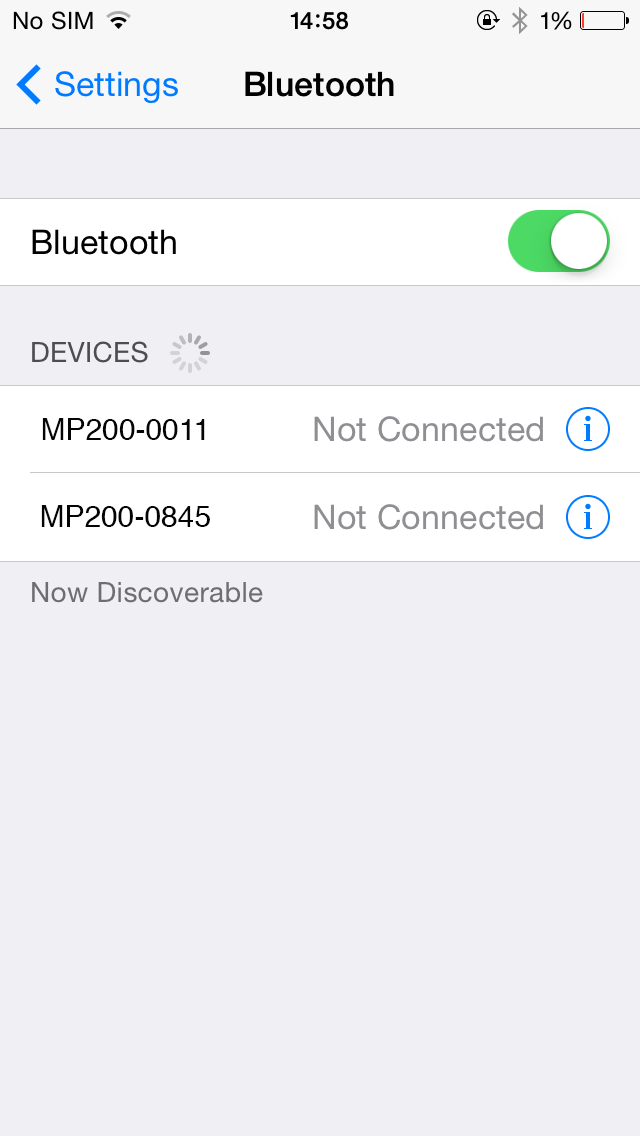 No SIM 14:58 1%
Settings Bluetooth
Bluetooth
DEVICES
MP200-0011 Not Connected i
MP200-0845 Not Connected i
Now Discoverable